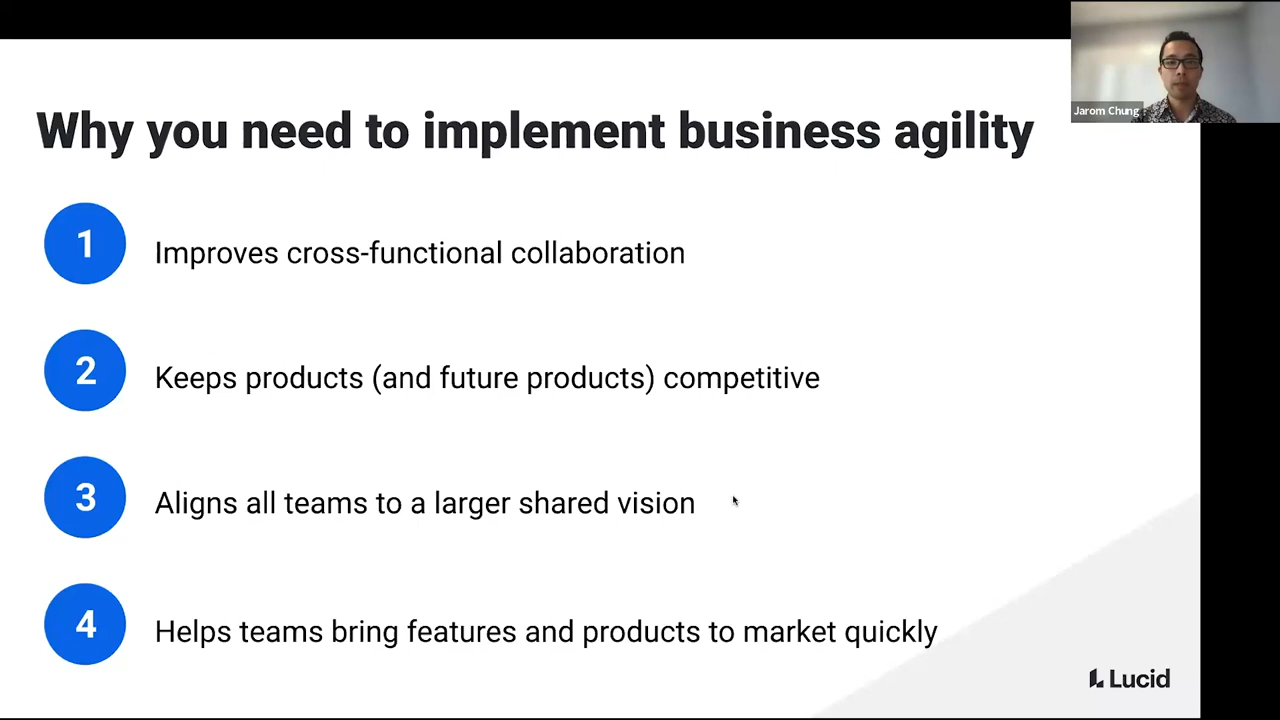 Jarom Chung
Why you need to implement business agility
1
Improves cross-functional collaboration
2
Keeps products (and future products) competitive
3
Aligns all teams to a larger shared vision
4
Helps teams bring features and products to market quickly
Lucid